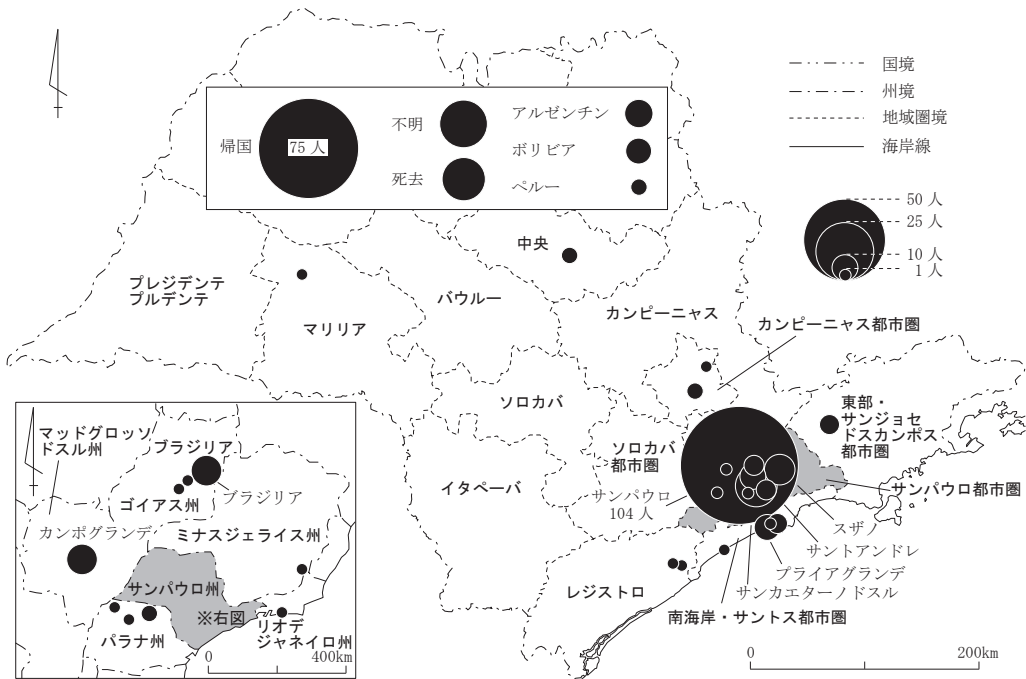 国境
州境
地域圏境
海岸線
帰国
75 人
不明
死去
アルゼンチン
ボリビア
ペルー
50 人
25 人
10 人
1 人
中央
プレジデンテ
プルデンテ
マリリア
バウルー
カンピーニャス
カンピーニャス都市圏
ソロカバ
東部・
サンジョセ
ドスカンポス
都市圏
ソロカバ
都市圏
イタペーバ
サンパウロ
104 人
サンパウロ都市圏
スザノ
サントアンドレ
プライアグランデ
サンカエターノドスル
レジストロ
南海岸・サントス都市圏
0
200km
マッドグロッソ
ドスル州
ブラジリア
ゴイアス州
ブラジリア
カンポグランデ
ミナスジェライス州
サンパウロ州
※右図
パラナ州
リオデ
ジャネイロ州
0
400km